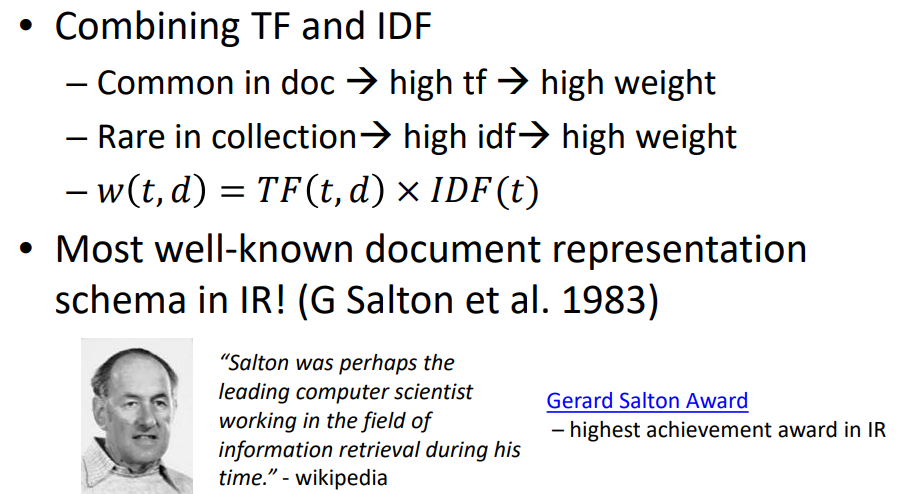 • Combining TF and IDF
– Common in doc → high tf → high weight
– Rare in collection→ high idf→ high weight
– w(t, d) = TF(t, d) × IDF(t)
• Most well-known document representation
schema in IR! (G Salton et al. 1983)
“Salton was perhaps the
leading computer scientist
working in the field of
information retrieval during his
time.” - wikipedia
Gerard Salton Award
– highest achievement award in IR